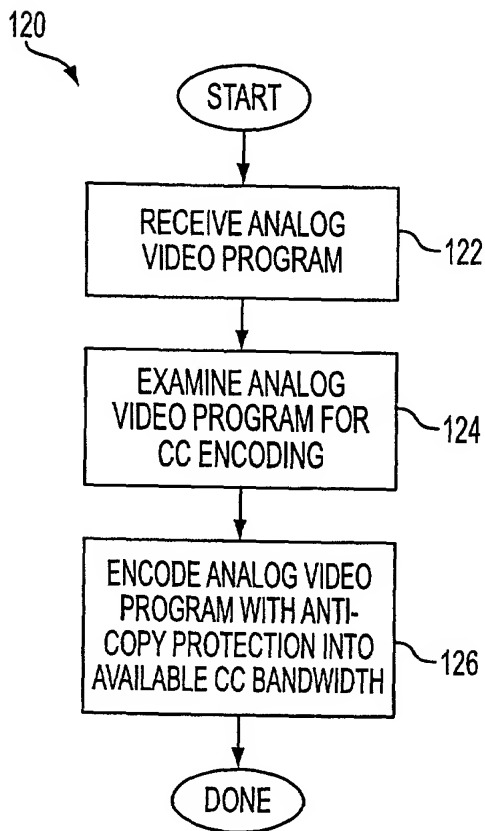 120
START
RECEIVE ANALOG
VIDEO PROGRAM
122
EXAMINE ANALOG
VIDEO PROGRAM FOR
CC ENCODING
124
ENCODE ANALOG VIDEO
PROGRAM WITH ANTI-
COPY PROTECTION INTO
AVAILABLE CC BANDWIDTH
126
DONE